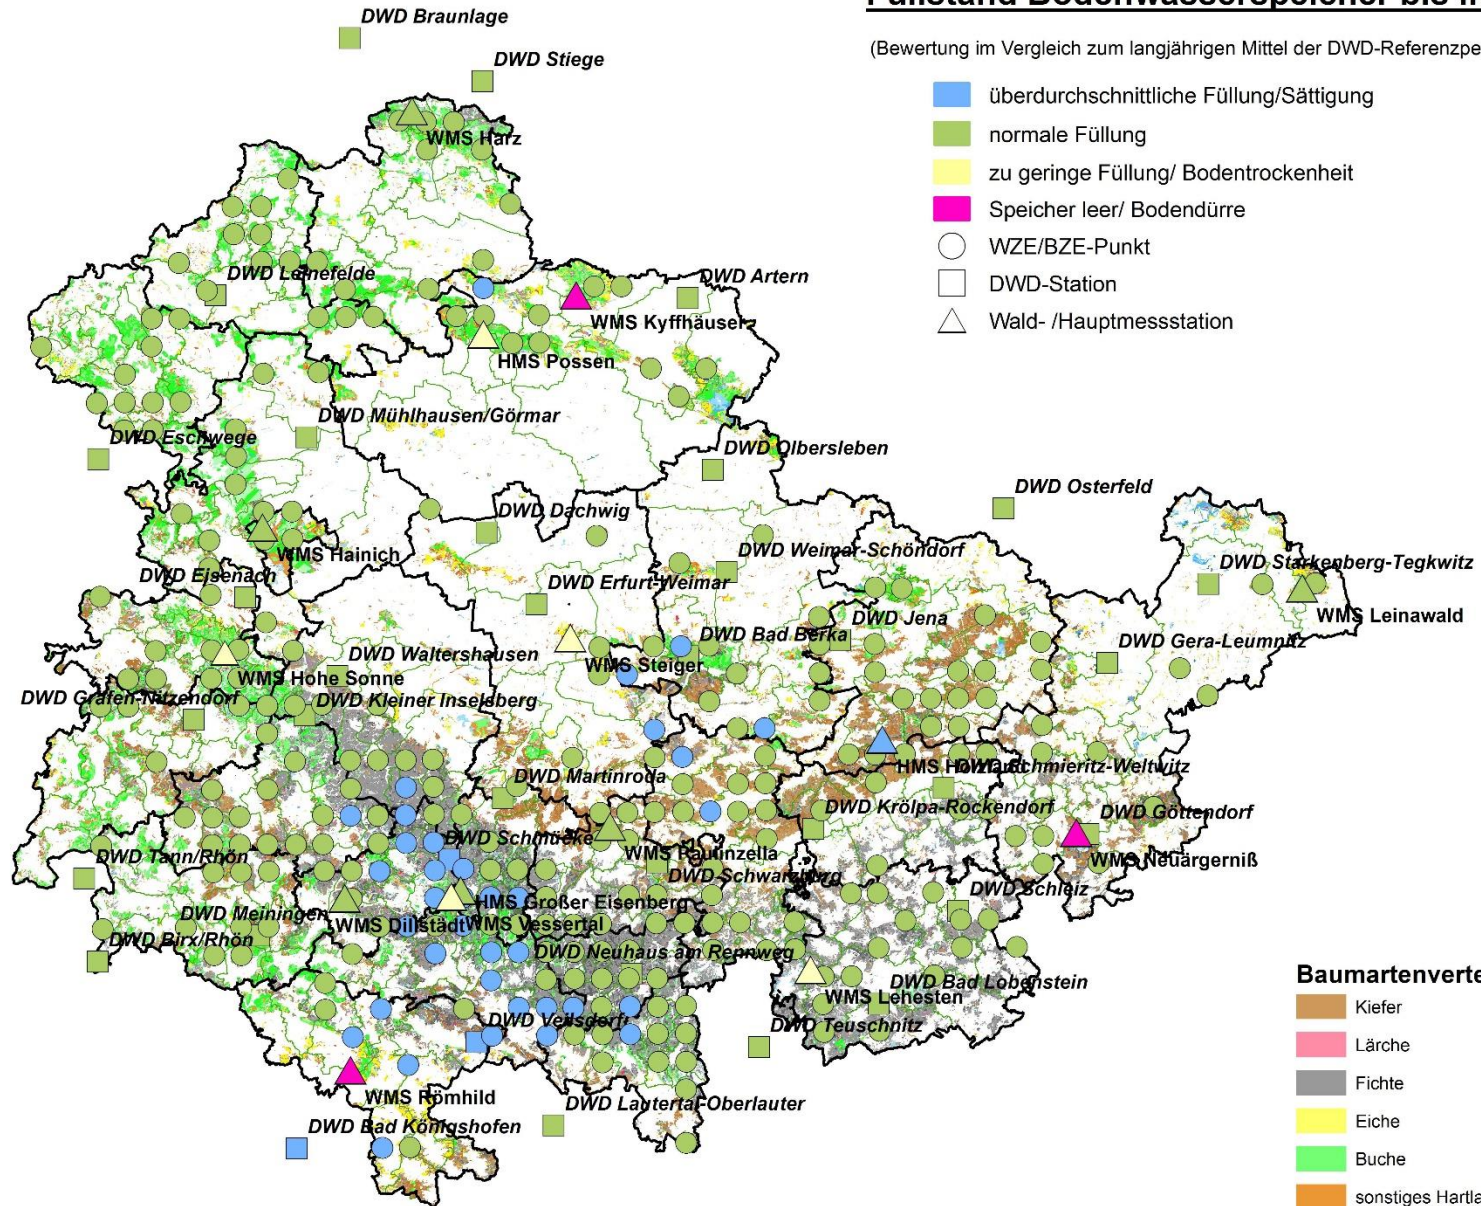 DWD Braunlage
(Bewertung im Vergleich zum langjährigen Mittel der DWD-Referenzpe
DWD Stiege
überdurchschnittliche Füllung/Sättigung
normale Füllung
zu geringe Füllung/ Bodentrockenheit
Speicher leer/ Bodendürre
WZE/BZE-Punkt
DWD-Station
Wald- /Hauptmessstation
WMS Harz
DWD Leinefelde
DWD Artern
WMS Kyffhäuser
HMS Possen
DWD Mühlhausen/Görmar
DWD Eschwege
DWD Olbersleben
DWD Osterfeld
DWD Dachwig
WMS Hainich
DWD Weimar-Schöndorf
DWD Starkenberg-Tegkwitz
DWD Eisenach
DWD Erfurt-Weimar
WMS Leinawald
DWD Jena
DWD Bad Berka
DWD Gera-Leumnitz
DWD Waltershausen
WMS Steiger
WMS Hohe Sonne
DWD Gräfen-Nitzendorf
DWD Kleiner Inselsberg
HMS Holzland
DWD Schmieritz-Weltwitz
DWD Martinroda
DWD Krölpa-Rockendorf
DWD Göttendorf
DWD Schmücke
WMS Paulinzella
WMS Neuärgerniß
DWD Tann/Rhön
DWD Schwarzburg
DWD Schleiz
HMS Großer Eisenberg
DWD Meiningen
WMS Dillstädt
WMS Vessertal
DWD Birx/Rhön
DWD Neuhaus am Rennweg
DWD Bad Lobenstein
WMS Lehesten
DWD Veilsdorf
DWD Teuschnitz
WMS Römhild
DWD Lautertal-Oberlauter
DWD Bad Königshofen
Baumartenverte
Kiefer
Lärche
Fichte
Eiche
Buche
sonstiges Hartla